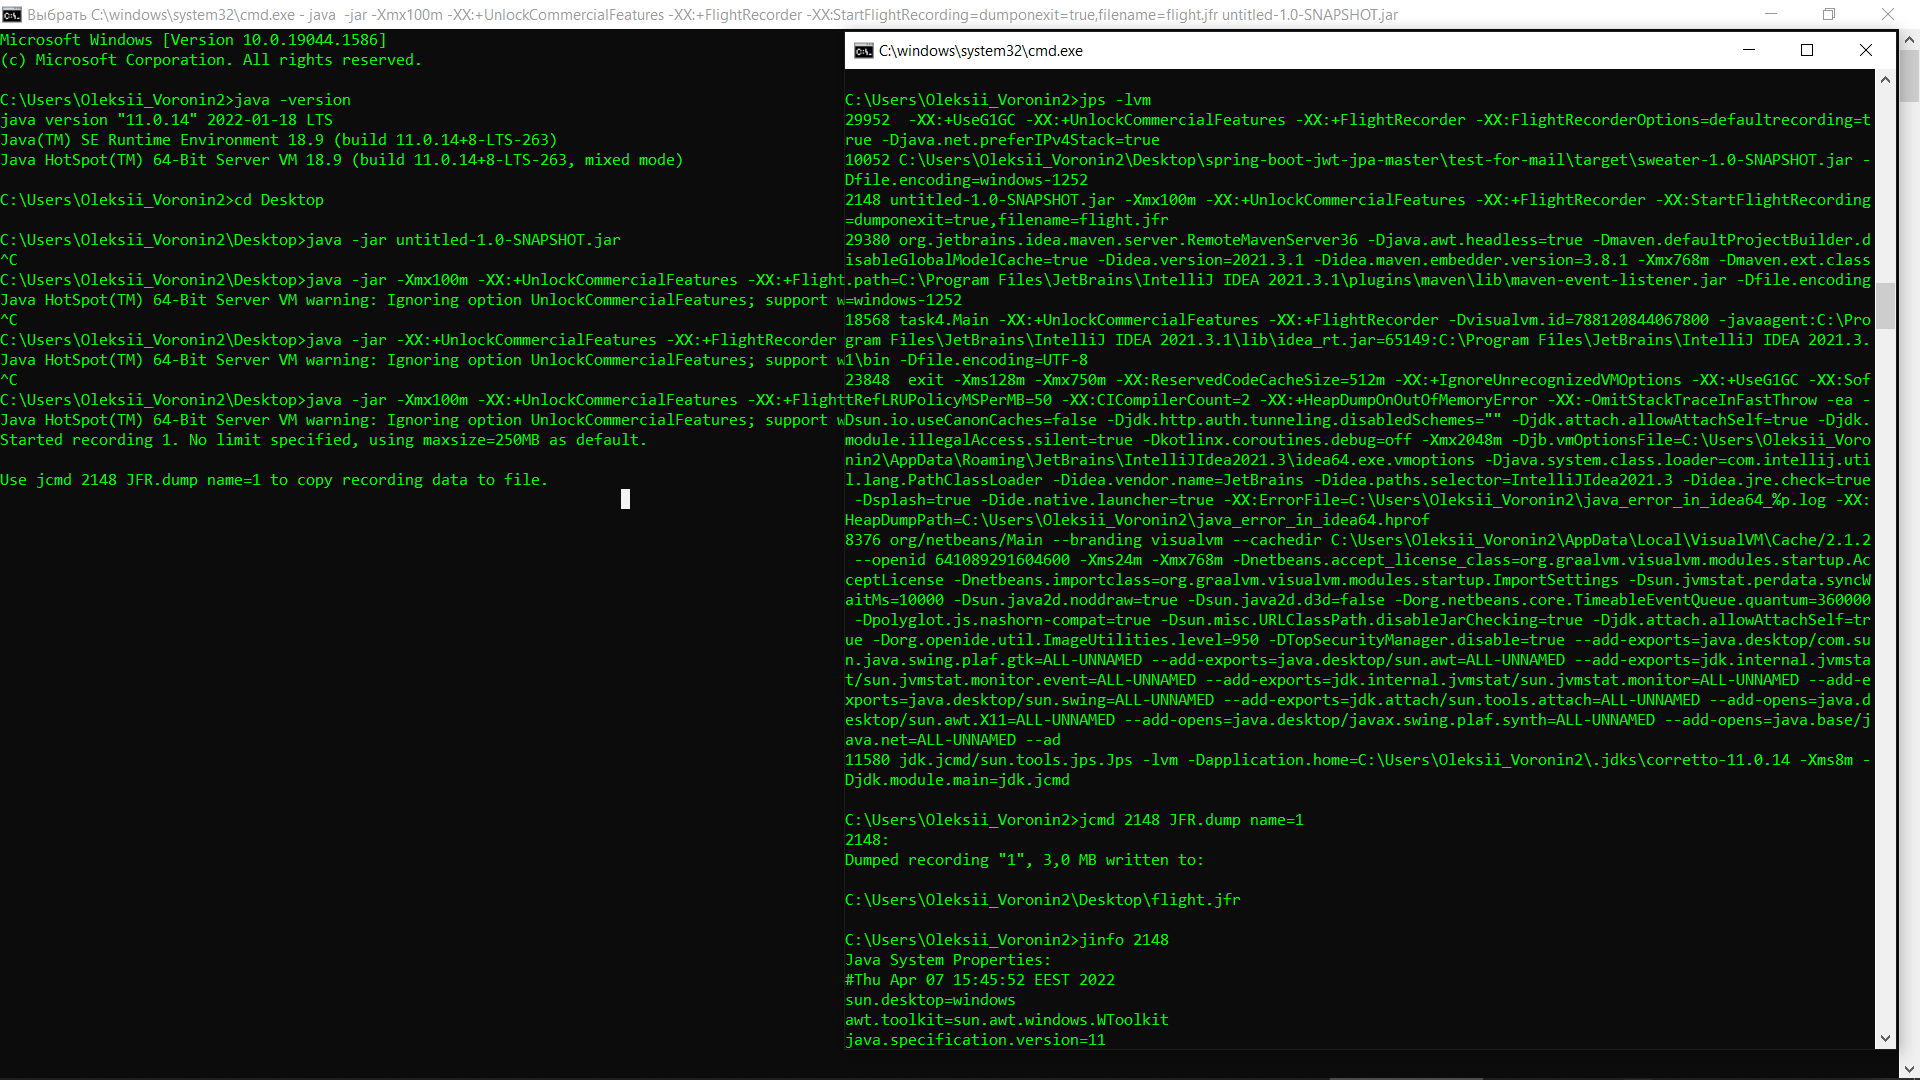 Выбрать C:\windows\system32\cmd.exe - java  -jar -Xmx100m -XX:+UnlockCommercialFeatures -XX:+FlightRecorder -XX:StartFlightRecording=dumponexit=true,filename=flight.jfr untitled-1.0-SNAPSHOT.jar
Microsoft Windows [Version 10.0.19044.1586]
(c) Microsoft Corporation. All rights reserved.
C:\Users\Oleksii_Voronin2>java -version
java version "11.0.14" 2022-01-18 LTS
Java(TM) SE Runtime Environment 18.9 (build 11.0.14+8-LTS-263)
Java HotSpot(TM) 64-Bit Server VM 18.9 (build 11.0.14+8-LTS-263, mixed mode)
C:\Users\Oleksii_Voronin2>cd Desktop
C:\Users\Oleksii_Voronin2\Desktop>java -jar untitled-1.0-SNAPSHOT.jar
^C
C:\Users\Oleksii_Voronin2\Desktop>java -jar -Xmx100m -XX:+UnlockCommercialFeatures -XX:+Flight
Java HotSpot(TM) 64-Bit Server VM warning: Ignoring option UnlockCommercialFeatures; support w
^C
C:\Users\Oleksii_Voronin2\Desktop>java -jar -XX:+UnlockCommercialFeatures -XX:+FlightRecorder
Java HotSpot(TM) 64-Bit Server VM warning: Ignoring option UnlockCommercialFeatures; support w
^C
C:\Users\Oleksii_Voronin2\Desktop>java -jar -Xmx100m -XX:+UnlockCommercialFeatures -XX:+Flight
Java HotSpot(TM) 64-Bit Server VM warning: Ignoring option UnlockCommercialFeatures; support w
Started recording 1. No limit specified, using maxsize=250MB as default.
Use jcmd 2148 JFR.dump name=1 to copy recording data to file.
C:\windows\system32\cmd.exe
C:\Users\Oleksii_Voronin2>jps -lvm
29952  -XX:+UseG1GC -XX:+UnlockCommercialFeatures -XX:+FlightRecorder -XX:FlightRecorderOptions=defaultrecording=t
rue -Djava.net.preferIPv4Stack=true
10052 C:\Users\Oleksii_Voronin2\Desktop\spring-boot-jwt-jpa-master\test-for-mail\target\sweater-1.0-SNAPSHOT.jar -
Dfile.encoding=windows-1252
2148 untitled-1.0-SNAPSHOT.jar -Xmx100m -XX:+UnlockCommercialFeatures -XX:+FlightRecorder -XX:StartFlightRecording
=dumponexit=true,filename=flight.jfr
29380 org.jetbrains.idea.maven.server.RemoteMavenServer36 -Djava.awt.headless=true -Dmaven.defaultProjectBuilder.d
isableGlobalModelCache=true -Didea.version=2021.3.1 -Didea.maven.embedder.version=3.8.1 -Xmx768m -Dmaven.ext.class
.path=C:\Program Files\JetBrains\IntelliJ IDEA 2021.3.1\plugins\maven\lib\maven-event-listener.jar -Dfile.encoding
=windows-1252
18568 task4.Main -XX:+UnlockCommercialFeatures -XX:+FlightRecorder -Dvisualvm.id=788120844067800 -javaagent:C:\Pro
gram Files\JetBrains\IntelliJ IDEA 2021.3.1\lib\idea_rt.jar=65149:C:\Program Files\JetBrains\IntelliJ IDEA 2021.3.
1\bin -Dfile.encoding=UTF-8
23848  exit -Xms128m -Xmx750m -XX:ReservedCodeCacheSize=512m -XX:+IgnoreUnrecognizedVMOptions -XX:+UseG1GC -XX:Sof
tRefLRUPolicyMSPerMB=50 -XX:CICompilerCount=2 -XX:+HeapDumpOnOutOfMemoryError -XX:-OmitStackTraceInFastThrow -ea -
Dsun.io.useCanonCaches=false -Djdk.http.auth.tunneling.disabledSchemes="" -Djdk.attach.allowAttachSelf=true -Djdk.
module.illegalAccess.silent=true -Dkotlinx.coroutines.debug=off -Xmx2048m -Djb.vmOptionsFile=C:\Users\Oleksii_Voro
nin2\AppData\Roaming\JetBrains\IntelliJIdea2021.3\idea64.exe.vmoptions -Djava.system.class.loader=com.intellij.uti
l.lang.PathClassLoader -Didea.vendor.name=JetBrains -Didea.paths.selector=IntelliJIdea2021.3 -Didea.jre.check=true
 -Dsplash=true -Dide.native.launcher=true -XX:ErrorFile=C:\Users\Oleksii_Voronin2\java_error_in_idea64_%p.log -XX:
HeapDumpPath=C:\Users\Oleksii_Voronin2\java_error_in_idea64.hprof
8376 org/netbeans/Main --branding visualvm --cachedir C:\Users\Oleksii_Voronin2\AppData\Local\VisualVM\Cache/2.1.2
 --openid 641089291604600 -Xms24m -Xmx768m -Dnetbeans.accept_license_class=org.graalvm.visualvm.modules.startup.Ac
ceptLicense -Dnetbeans.importclass=org.graalvm.visualvm.modules.startup.ImportSettings -Dsun.jvmstat.perdata.syncW
aitMs=10000 -Dsun.java2d.noddraw=true -Dsun.java2d.d3d=false -Dorg.netbeans.core.TimeableEventQueue.quantum=360000
 -Dpolyglot.js.nashorn-compat=true -Dsun.misc.URLClassPath.disableJarChecking=true -Djdk.attach.allowAttachSelf=tr
ue -Dorg.openide.util.ImageUtilities.level=950 -DTopSecurityManager.disable=true --add-exports=java.desktop/com.su
n.java.swing.plaf.gtk=ALL-UNNAMED --add-exports=java.desktop/sun.awt=ALL-UNNAMED --add-exports=jdk.internal.jvmsta
t/sun.jvmstat.monitor.event=ALL-UNNAMED --add-exports=jdk.internal.jvmstat/sun.jvmstat.monitor=ALL-UNNAMED --add-e
xports=java.desktop/sun.swing=ALL-UNNAMED --add-exports=jdk.attach/sun.tools.attach=ALL-UNNAMED --add-opens=java.d
esktop/sun.awt.X11=ALL-UNNAMED --add-opens=java.desktop/javax.swing.plaf.synth=ALL-UNNAMED --add-opens=java.base/j
ava.net=ALL-UNNAMED --ad
11580 jdk.jcmd/sun.tools.jps.Jps -lvm -Dapplication.home=C:\Users\Oleksii_Voronin2\.jdks\corretto-11.0.14 -Xms8m -
Djdk.module.main=jdk.jcmd
C:\Users\Oleksii_Voronin2>jcmd 2148 JFR.dump name=1
2148:
Dumped recording "1", 3,0 MB written to:
C:\Users\Oleksii_Voronin2\Desktop\flight.jfr
C:\Users\Oleksii_Voronin2>jinfo 2148
Java System Properties:
#Thu Apr 07 15:45:52 EEST 2022
sun.desktop=windows
awt.toolkit=sun.awt.windows.WToolkit
java.specification.version=11